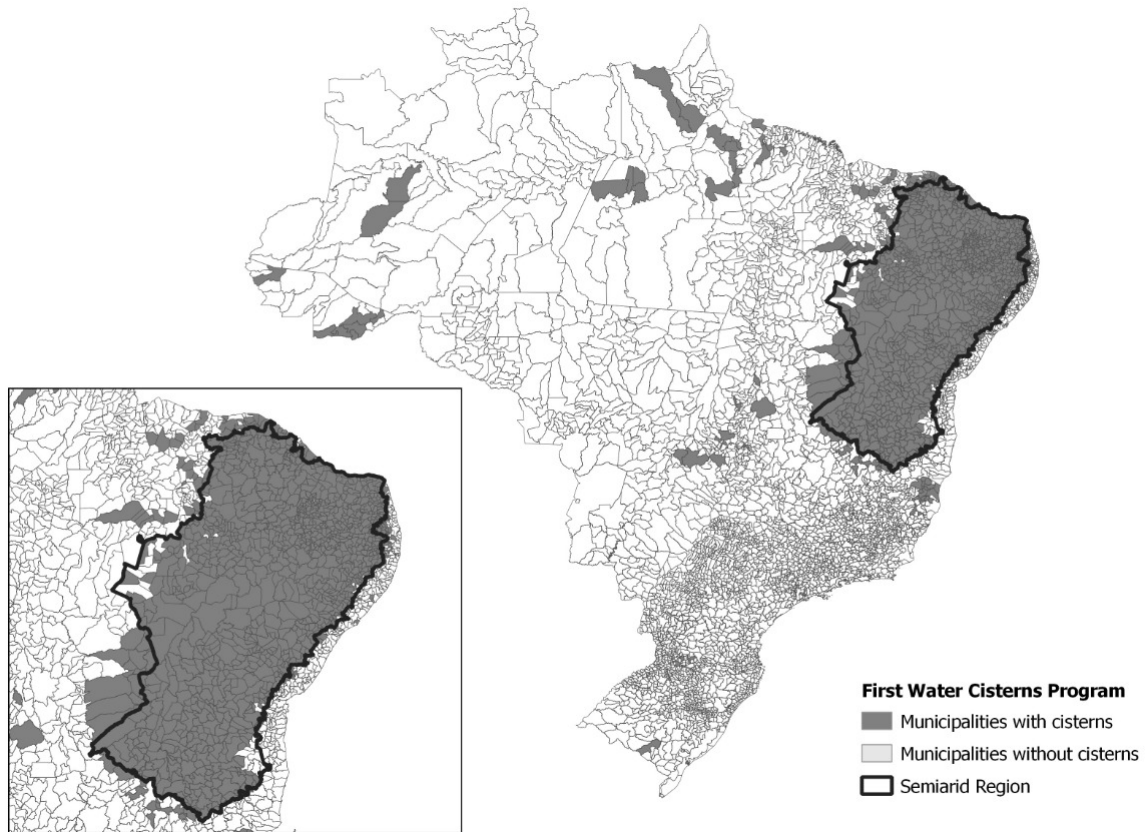 First Water Cisterns Program
Municipalities with cisterns
Municipalities without cisterns
Semiarid Region